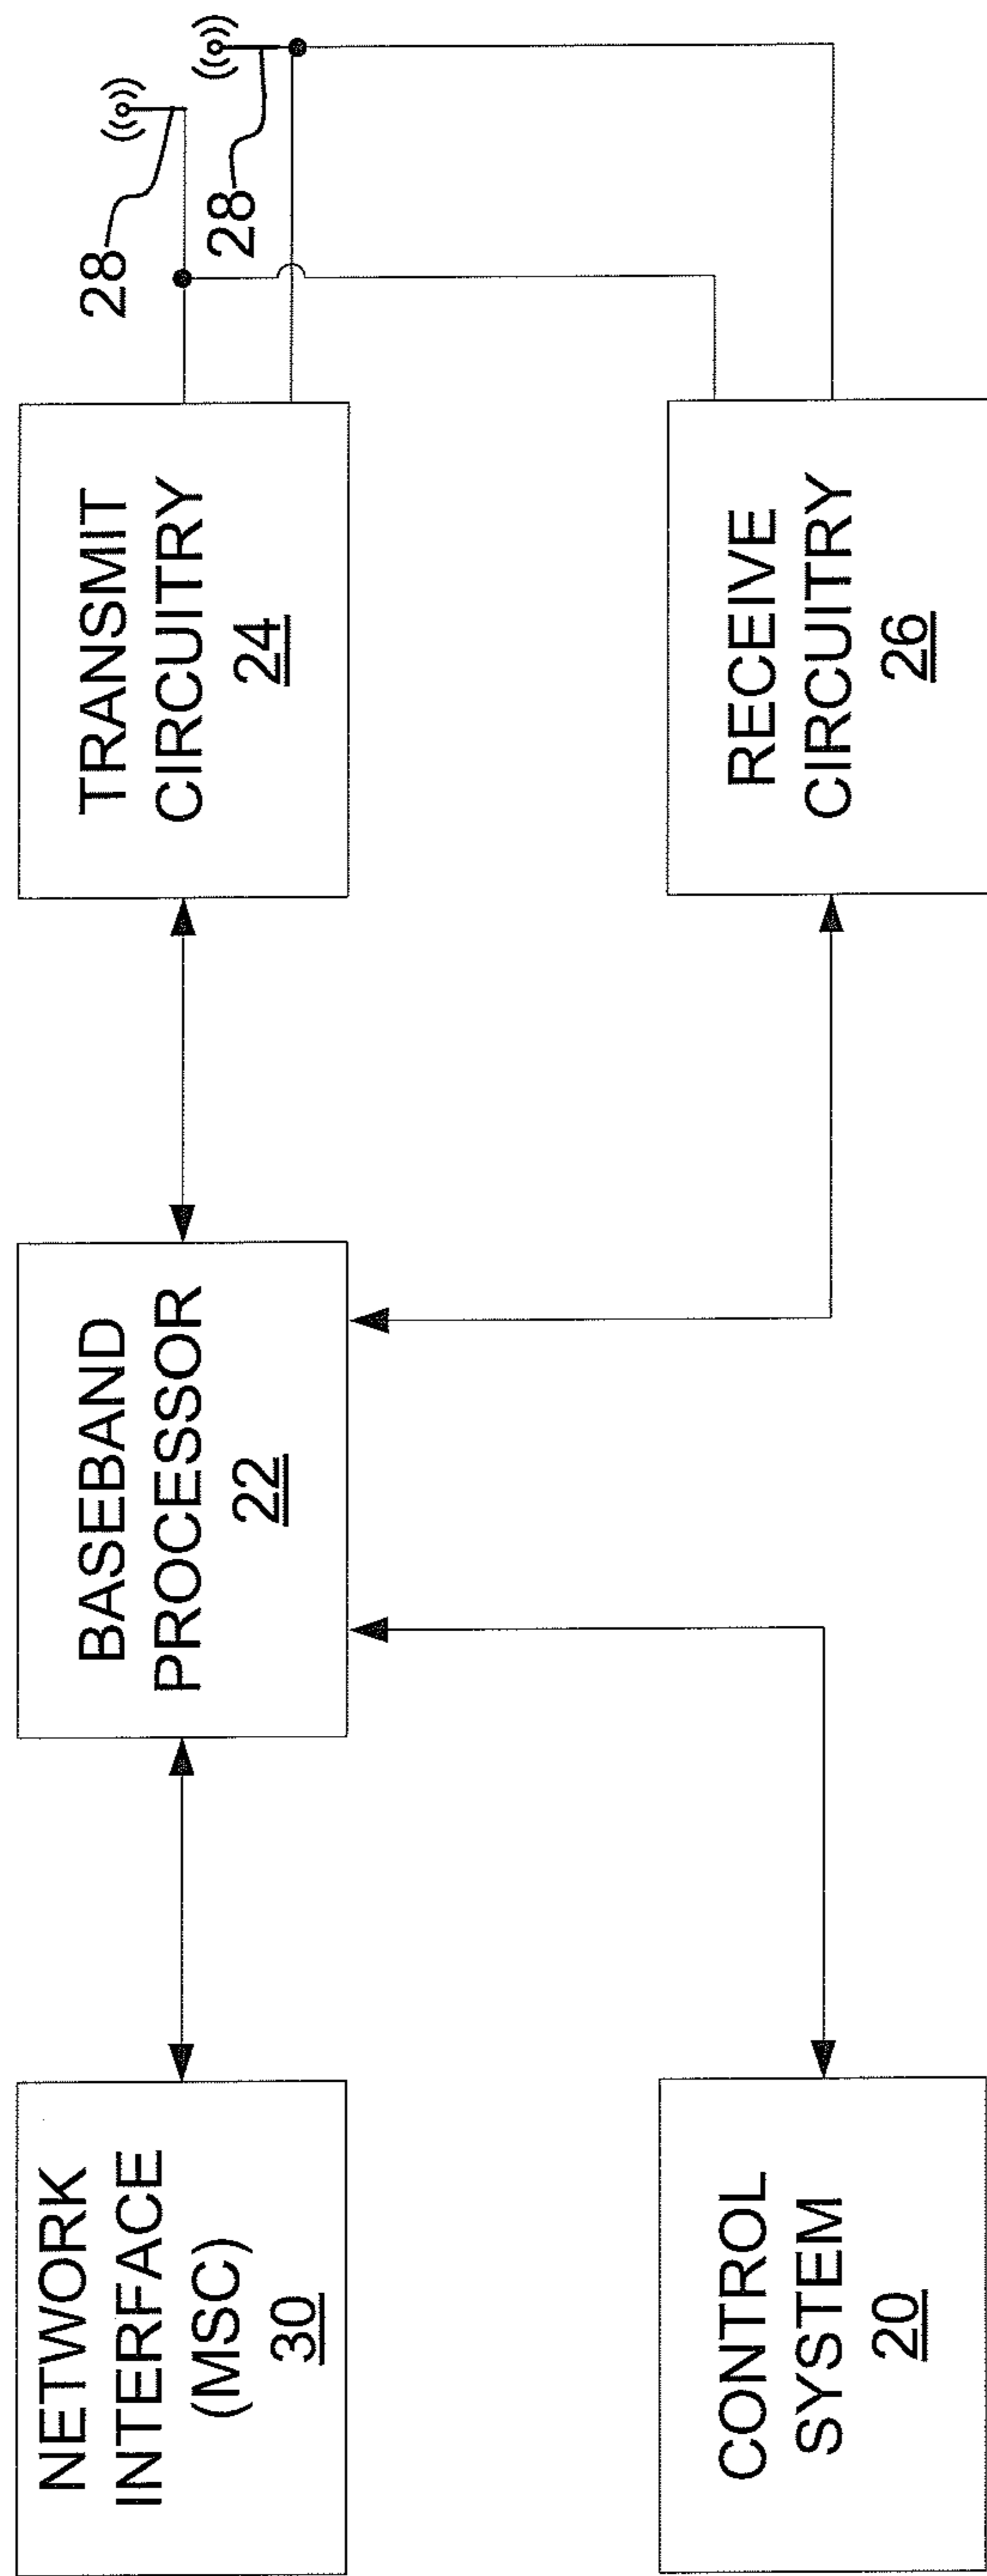 NETWORK
INTERFACE
(MSC)
30
BASEBAND
PROCESSOR
22
TRANSMIT
CIRCUITRY
24
28
28
CONTROL
SYSTEM
20
RECEIVE
CIRCUITRY
26